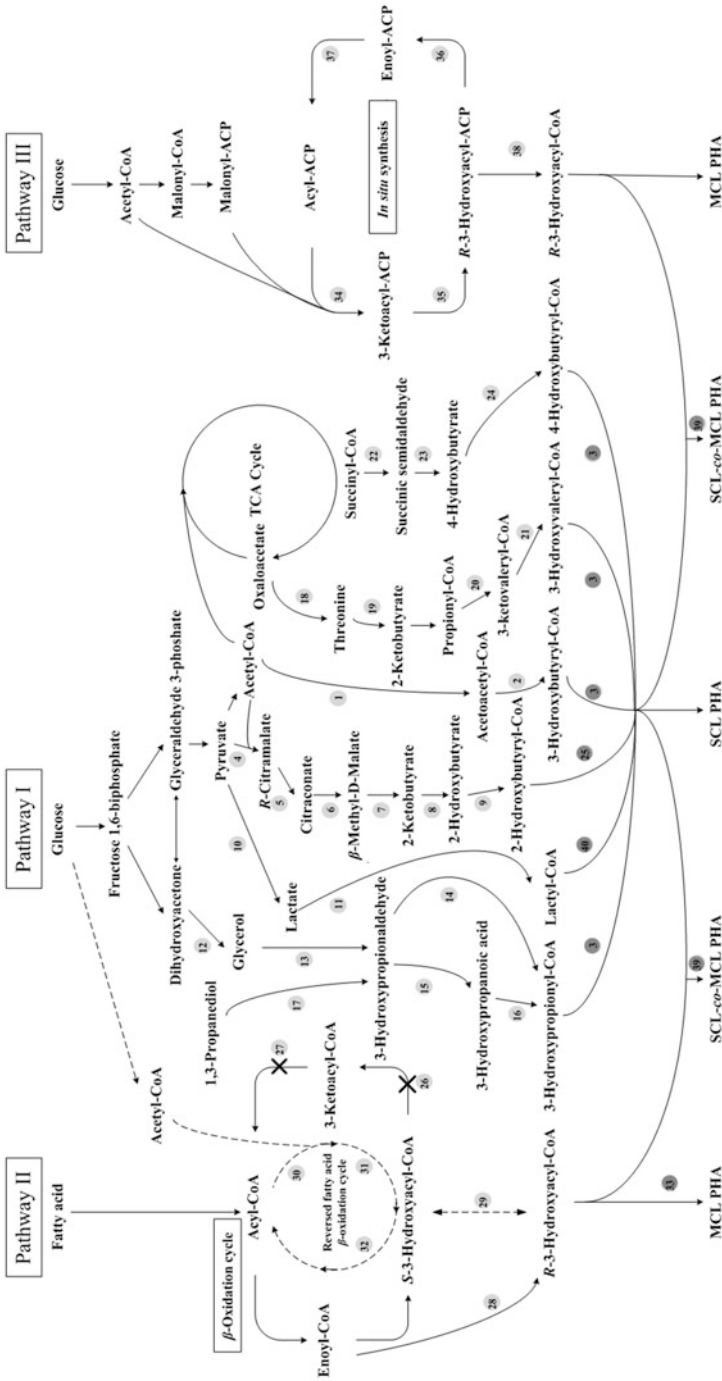 Pathway II
Fatty acid
Acyl-CoA
β-Oxidation cycle
Enoyl-CoA
Reversed fatty acid
β-oxidation cycle
30
31
32
3-Ketoacyl-CoA
27
26
S-3-Hydroxyacyl-CoA
28
29
R-3-Hydroxyacyl-CoA
33
MCL PHA
39
SCL-co-MCL PHA
Pathway I
Glucose
Acetyl-CoA
Fructose 1,6-biphosphate
Dihydroxyacetone
Glyceraldehyde 3-phoshate
12
Glycerol
13
1,3-Propanediol
17
3-Hydroxypropionaldehyde
14
15
3-Hydroxypropanoic acid
16
3-Hydroxypropionyl-CoA
3
Pyruvate
10
Lactate
11
Lactyl-CoA
40
4
R-Citramalate
5
Citraconate
6
β-Methyl-D-Malate
7
2-Ketobutyrate
8
2-Hydroxybutyrate
9
2-Hydroxybutyryl-CoA
25
Acetyl-CoA
1
Acetoacetyl-CoA
2
3-Hydroxybutyryl-CoA
3
Oxaloacetate
TCA Cycle
18
Threonine
19
2-Ketobutyrate
Propionyl-CoA
20
3-ketovaleryl-CoA
21
3-Hydroxyvaleryl-CoA
3
Succinyl-CoA
22
Succinic semidaldehyde
23
4-Hydroxybutyrate
24
4-Hydroxybutyryl-CoA
3
SCL PHA
Pathway III
Glucose
Acetyl-CoA
Malonyl-CoA
Malonyl-ACP
34
3-Ketoacyl-ACP
35
Acyl-ACP
37
Enoyl-ACP
36
In situ synthesis
R-3-Hydroxyacyl-ACP
38
R-3-Hydroxyacyl-CoA
39
SCL-co-MCL PHA
MCL PHA